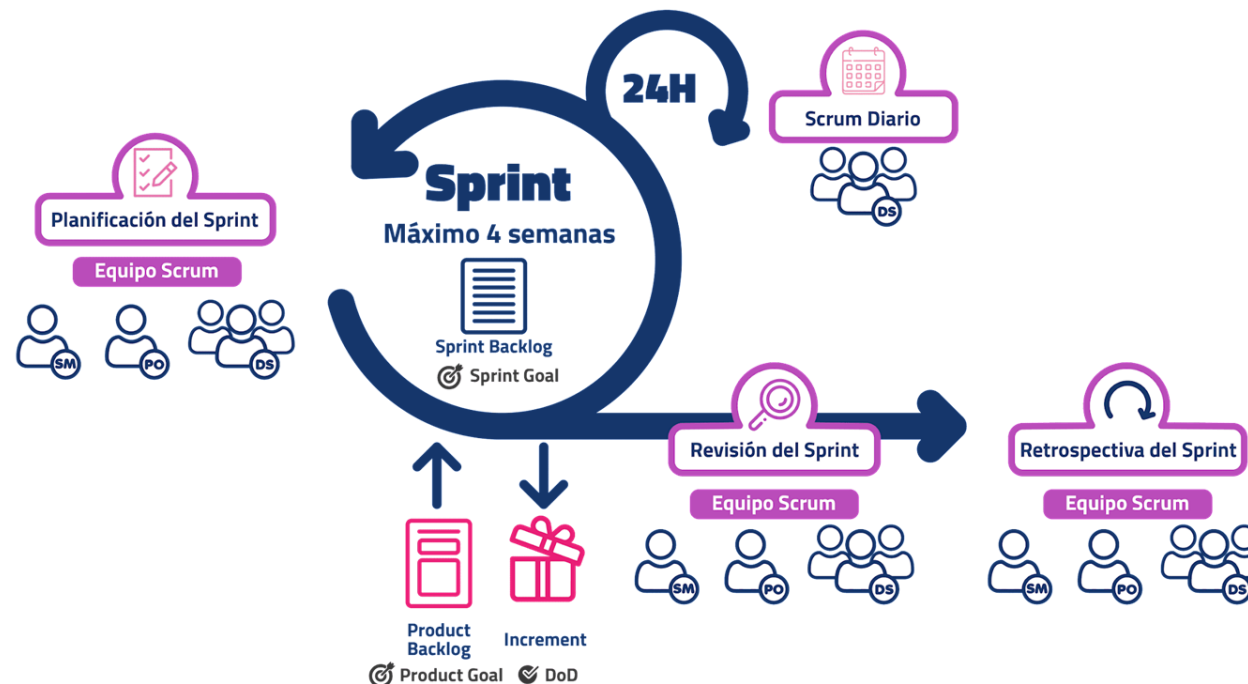 24H
Scrum Diario
DS
Sprint
Máximo 4 semanas
Sprint Backlog
Sprint Goal
Planificación del Sprint
Equipo Scrum
SM
PO
DS
Revisión del Sprint
Equipo Scrum
SM
PO
DS
Retrospectiva del Sprint
Equipo Scrum
SM
PO
DS
Product
Backlog
Product Goal
Increment
DoD